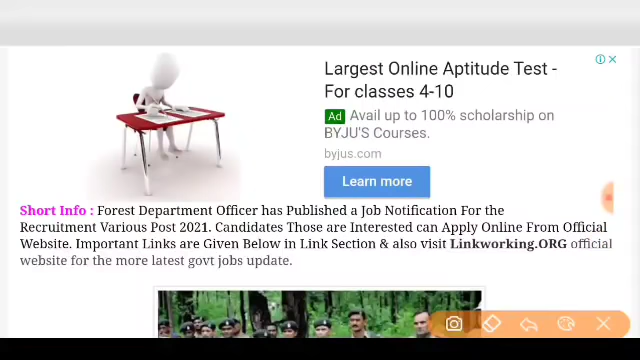 Largest Online Aptitude Test -
For classes 4-10
Ad Avail up to 100% scholarship on
BYJU'S Courses.
byjus.com
Learn more
Short Info : Forest Department Officer has Published a Job Notification For the
Recruitment Various Post 2021. Candidates Those are Interested can Apply Online From Official
Website. Important Links are Given Below in Link Section & also visit Linkworking.ORG official
website for the more latest govt jobs update.